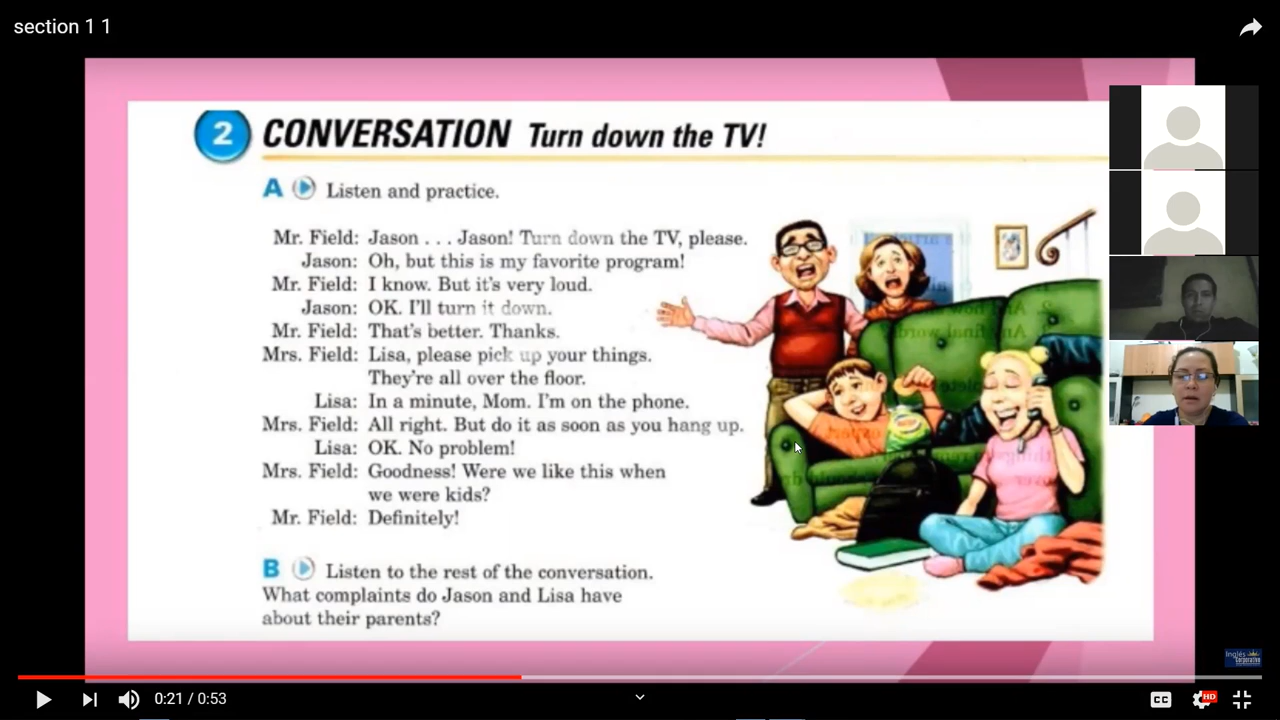 section 1 1
2 CONVERSATION Turn down the TV!
A Listen and practice.
Mr. Field: Jason . . . Jason! Turn down the TV, please.
Jason: Oh, but this is my favorite program!
Mr. Field: I know. But it's very loud.
Jason: OK. I'll turn it down.
Mr. Field: That's better. Thanks.
Mrs. Field: Lisa, please pick up your things.
They're all over the floor.
Lisa: In a minute, Mom. I'm on the phone.
Mrs. Field: All right. But do it as soon as you hang up.
Lisa: OK. No problem!
Mrs. Field: Goodness! Were we like this when
we were kids?
Mr. Field: Definitely!
B Listen to the rest of the conversation.
What complaints do Jason and Lisa have
about their parents?
Inglés
Corporativo
0:21 / 0:53
CC
HD